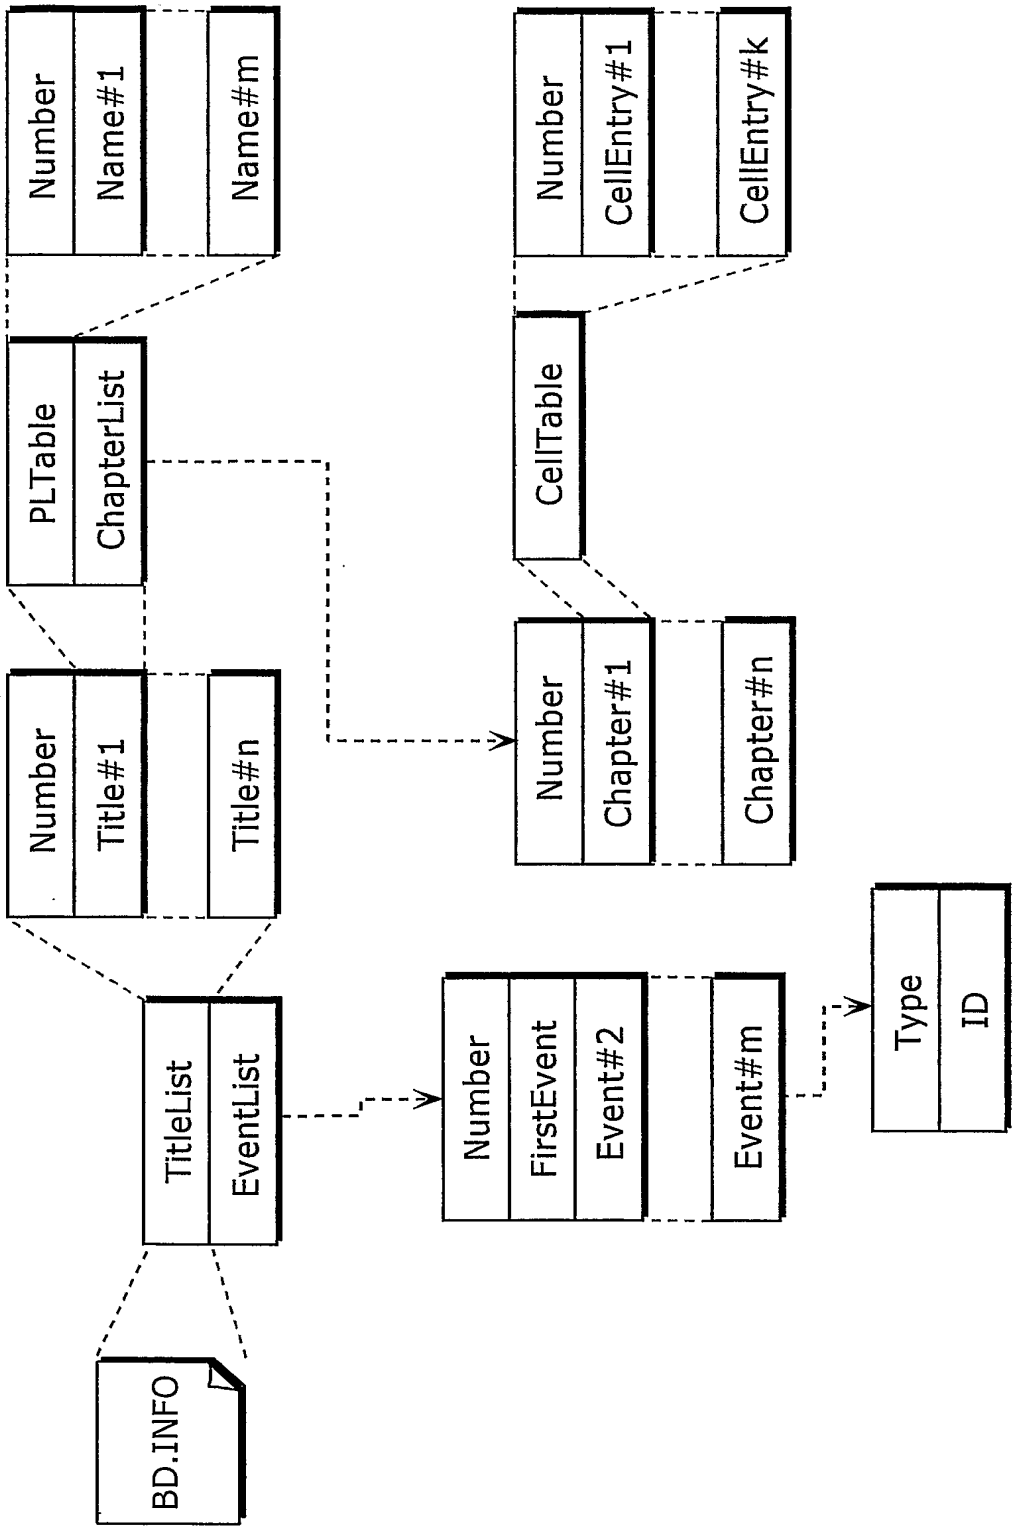 BD.INFO
TitleList
EventList
Number
Title#1
Title#n
PLTable
ChapterList
Number
Name#1
Name#m
Number
FirstEvent
Event#2
Event#m
Type
ID
Number
Chapter#1
Chapter#n
CellTable
Number
CellEntry#1
CellEntry#k